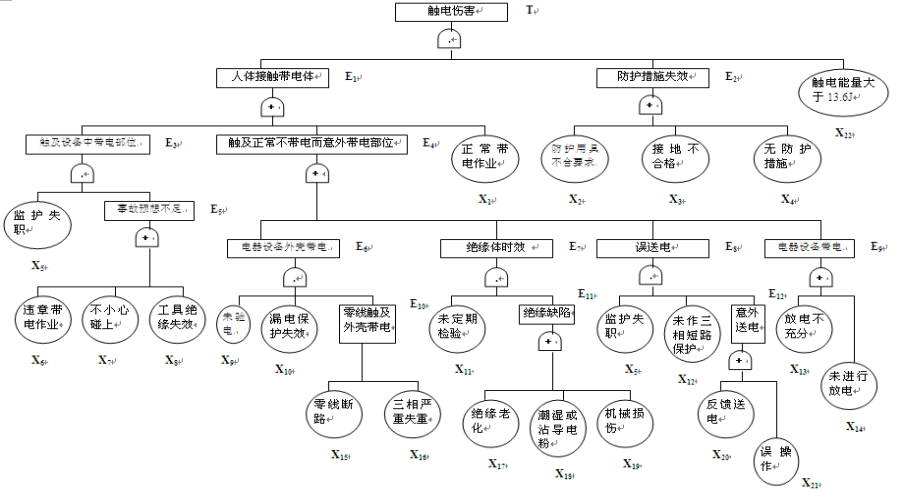 触电伤害 T
人体接触带电体 E1
防护措施失效 E2
触电能量大
于 13.6J
X22
触及设备中带电部位 E3
触及正常不带电而意外带电部位 E4
正常带
电作业
X1
防护用具
不合要求
X2
接地不
合格
X3
无防护
措施
X4
监护失
职
X5
事故预想不足 E5
电器设备外壳带电 E6
绝缘体时效 E7
误送电 E8
电器设备带电 E9
违章带
电作业
X6
不小心
碰上
X7
工具绝
缘失效
X8
未验
电
X9
漏电保
护失效
X10
零线触及
外壳带电
E10
未定期
检验
X11
绝缘缺陷
E11
监护失
职
X5
未作三
相短路
保护
X12
意外
送电
E12
放电不
充分
X13
未进行
放电
X14
零线断
路
X15
三相严
重失重
X16
绝缘老
化
X17
潮湿或
沾导电
粉
X18
机械损
伤
X19
反馈送
电
X20
误操
作
X21